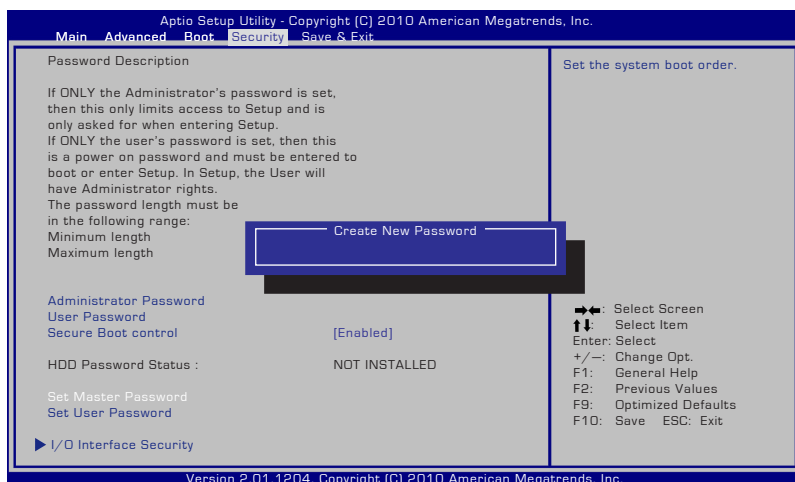 Aptio Setup Utility - Copyright (C) 2010 American Megatrends, Inc.
Main Advanced Boot Security Save & Exit
Password Description
If ONLY the Administrator's password is set,
then this only limits access to Setup and is
only asked for when entering Setup.
If ONLY the user's password is set, then this
is a power on password and must be entered to
boot or enter Setup. In Setup, the User will
have Administrator rights.
The password length must be
in the following range:
Minimum length
Maximum length
Create New Password
Administrator Password
User Password
Secure Boot control [Enabled]
HDD Password Status : NOT INSTALLED
Set Master Password
Set User Password
I/O Interface Security
Set the system boot order.
→←: Select Screen
↑↓: Select Item
Enter: Select
+/—: Change Opt.
F1: General Help
F2: Previous Values
F9: Optimized Defaults
F10: Save ESC: Exit
Version 2.01.1204. Copyright (C) 2010 American Megatrends, Inc.